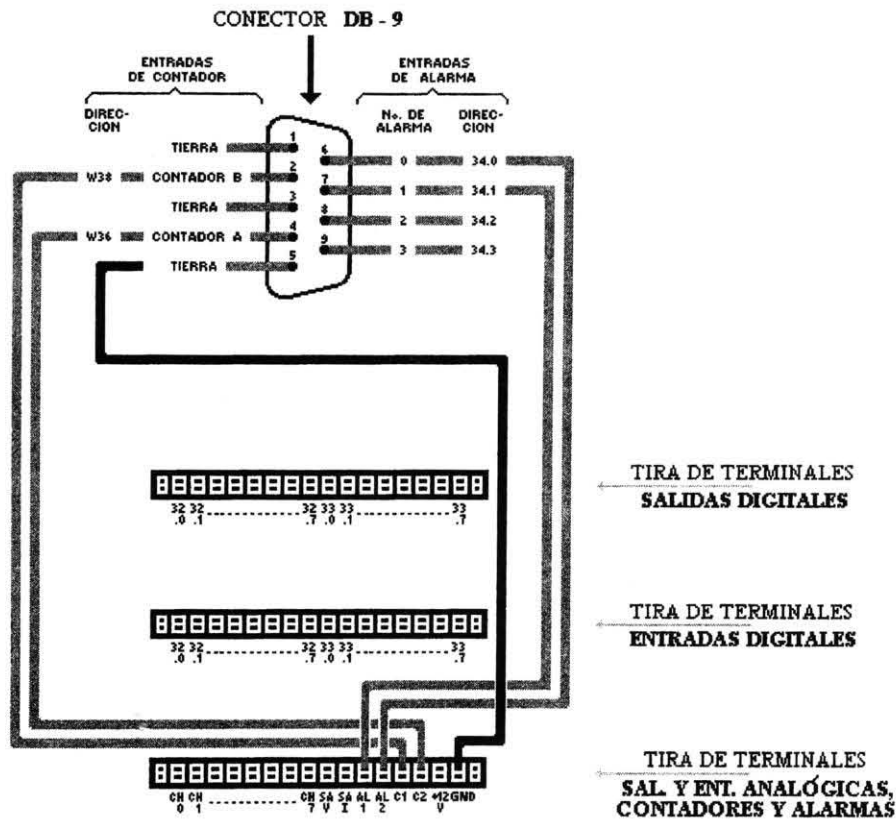 CONECTOR DB - 9
ENTRADAS DE CONTADOR
ENTRADAS DE ALARMA
DIREC-CION
No. DE ALARMA
DIREC-CION
TIERRA 1
6 0 34.0
W38 CONTADOR B 2
7 1 34.1
TIERRA 3
8 2 34.2
W36 CONTADOR A 4
9 3 34.3
TIERRA 5
TIRA DE TERMINALES
SALIDAS DIGITALES
32 32 32 33 33 33
.0 .1 .7 .0 .1 .7
TIRA DE TERMINALES
ENTRADAS DIGITALES
32 32 32 33 33 33
.0 .1 .7 .0 .1 .7
TIRA DE TERMINALES
SAL. Y ENT. ANALÓGICAS,
CONTADORES Y ALARMAS
CH CH CH SA SA AL AL C1 C2 +12 GND
0 1 7 V I 1 2 V